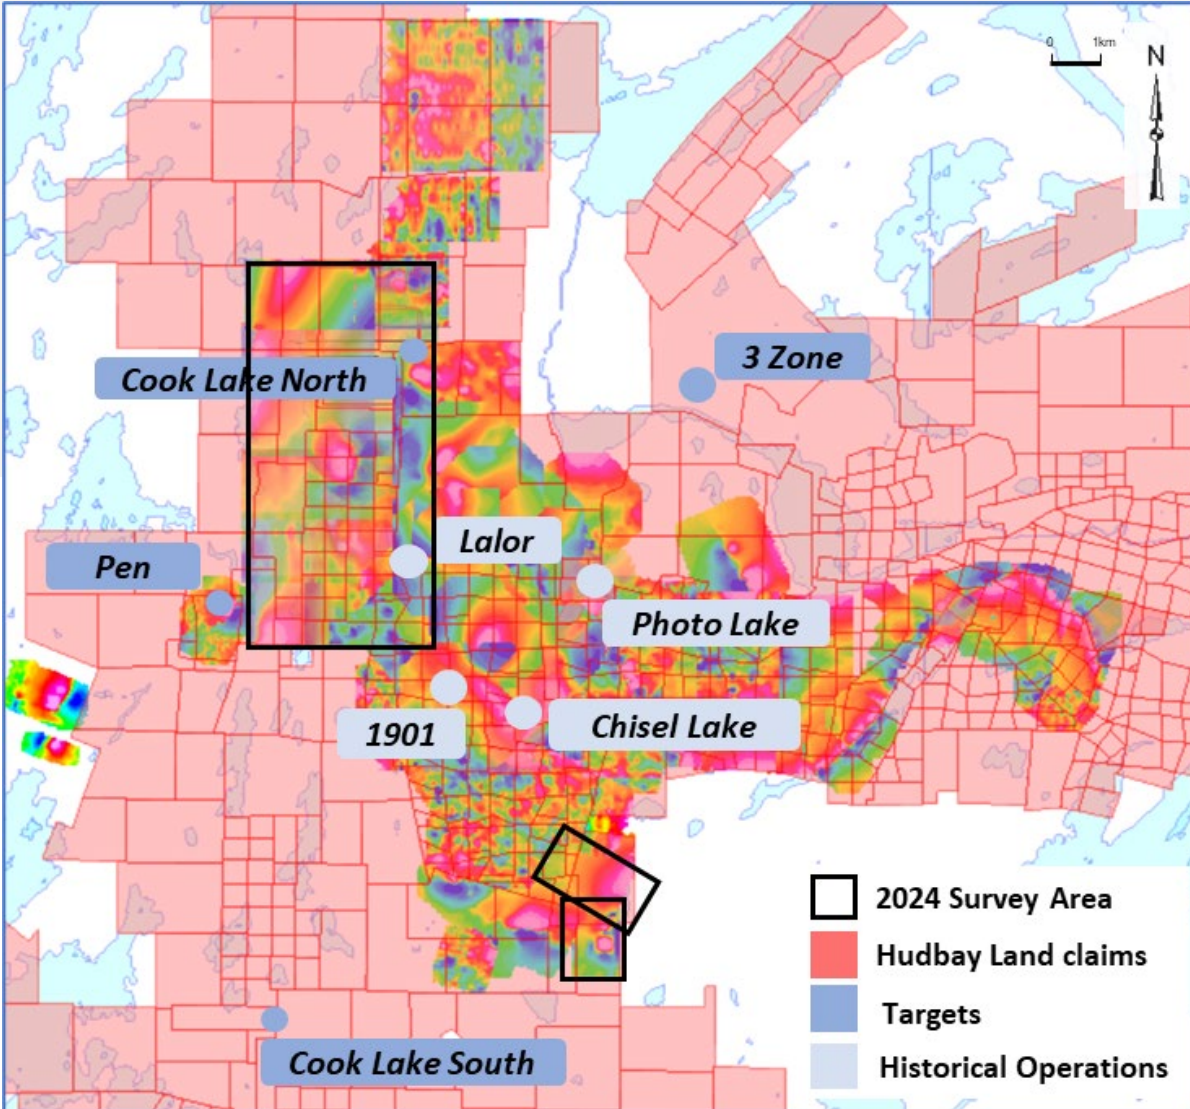 0 1km
N
3 Zone
Cook Lake North
Lalor
Pen
Photo Lake
1901
Chisel Lake
2024 Survey Area
Hudbay Land claims
Targets
Cook Lake South
Historical Operations